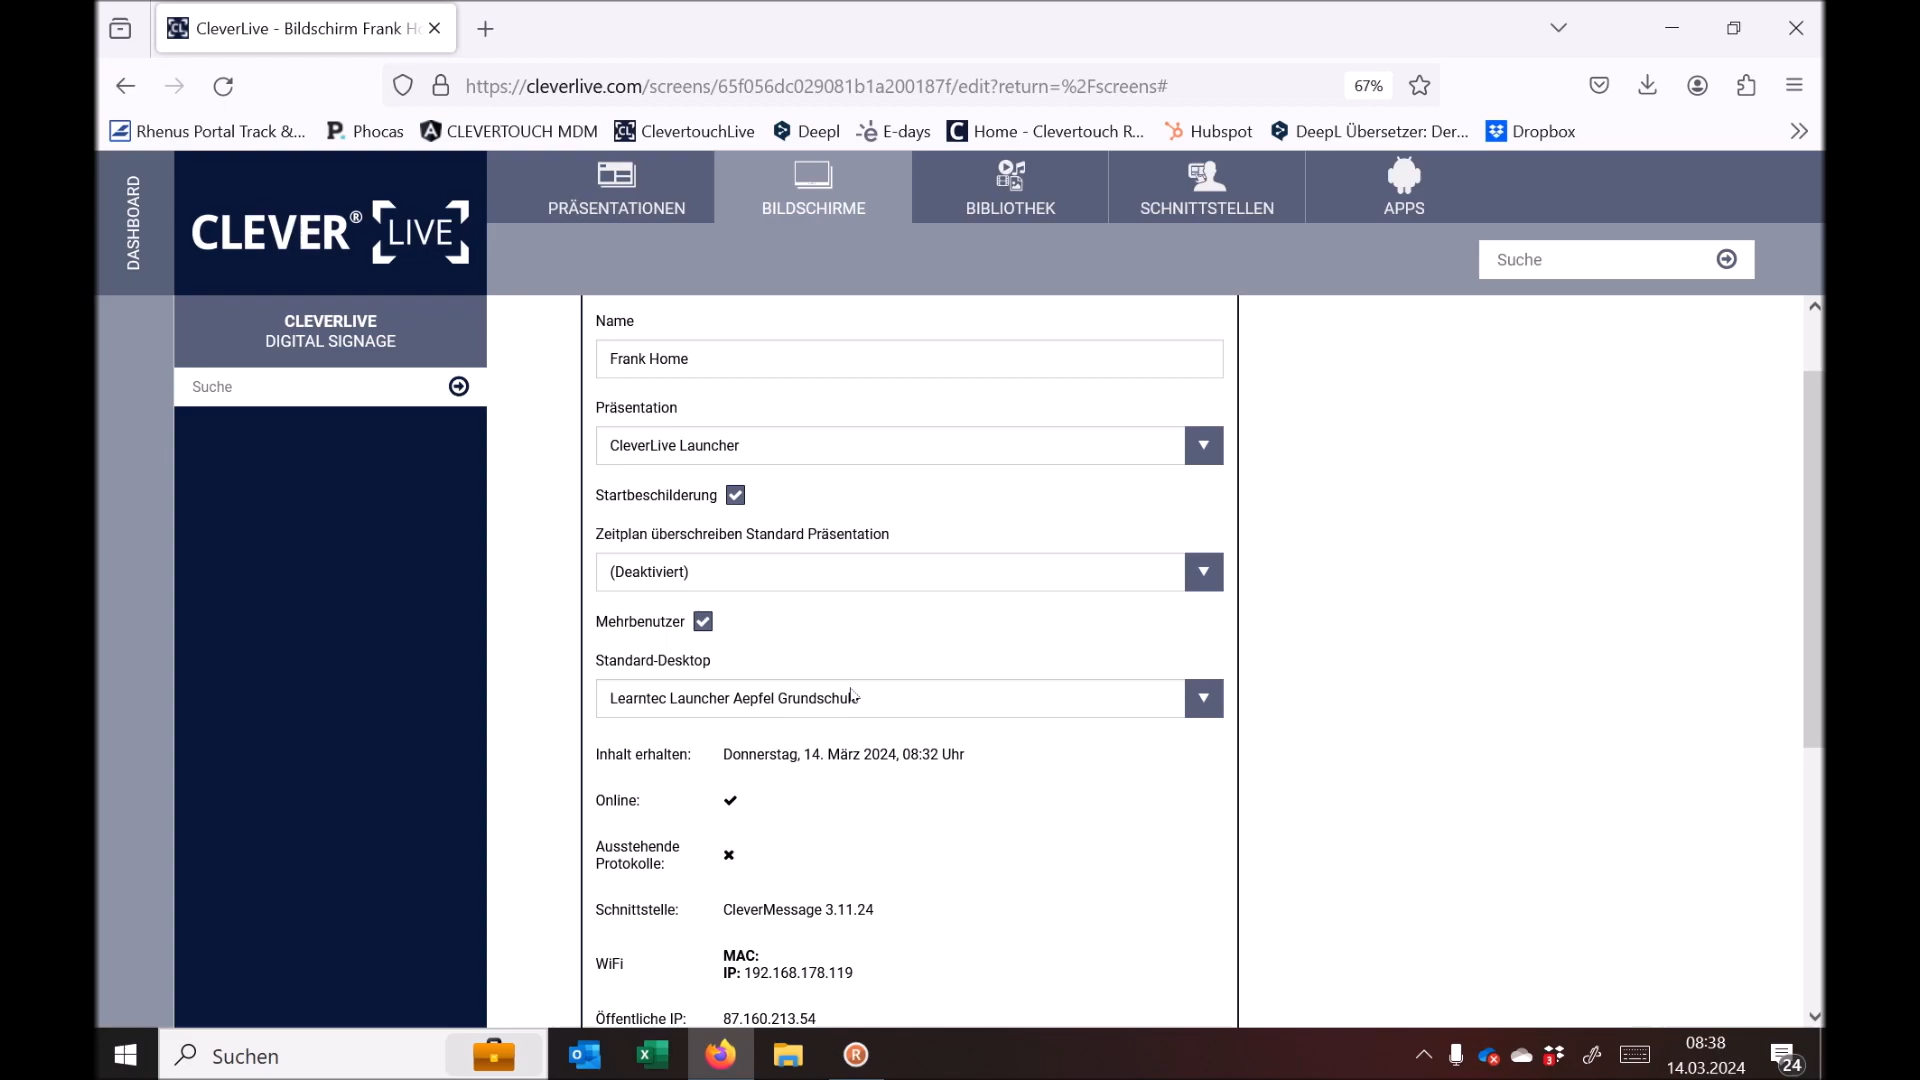 CleverLive - Bildschirm Frank H
https://cleverlive.com/screens/65f056dc029081b1a200187f/edit?return=%2Fscreens#
67%
Rhenus Portal Track &...
Phocas
CLEVERTOUCH MDM
ClevertouchLive
Deepl
E-days
Home - Clevertouch R...
Hubspot
DeepL Übersetzer: Der...
Dropbox
DASHBOARD
CLEVER® LIVE
PRÄSENTATIONEN
BILDSCHIRME
BIBLIOTHEK
SCHNITTSTELLEN
APPS
Suche
CLEVERLIVE
DIGITAL SIGNAGE
Suche
Name
Frank Home
Präsentation
CleverLive Launcher
Startbeschilderung
Zeitplan überschreiben Standard Präsentation
(Deaktiviert)
Mehrbenutzer
Standard-Desktop
Learntec Launcher Aepfel Grundschule
Inhalt erhalten: Donnerstag, 14. März 2024, 08:32 Uhr
Online:
Ausstehende
Protokolle:
Schnittstelle: CleverMessage 3.11.24
WiFi
MAC:
IP: 192.168.178.119
Öffentliche IP: 87.160.213.54
Suchen
08:38
14.03.2024
24
3